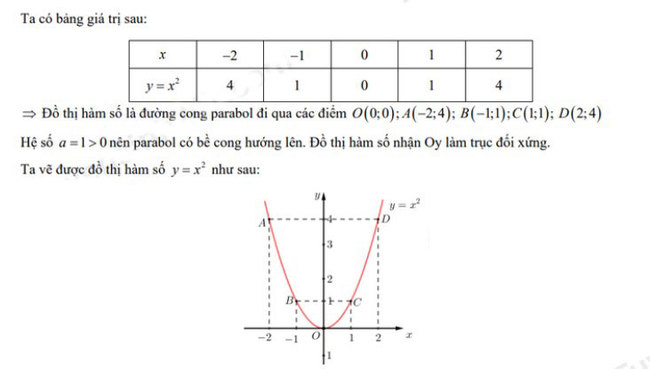 Ta có bảng giá trị sau:
x −2 −1 0 1 2
y = x² 4 1 0 1 4
⇒ Đồ thị hàm số là đường cong parabol đi qua các điểm O(0;0); A(−2;4); B(−1;1); C(1;1); D(2;4)
Hệ số a = 1 > 0 nên parabol có bề cong hướng lên. Đồ thị hàm số nhận Oy làm trục đối xứng.
Ta vẽ được đồ thị hàm số y = x² như sau:
y
y = x²
A 4 D
3
2
B 1 C
−2 −1 O 1 2 x
1